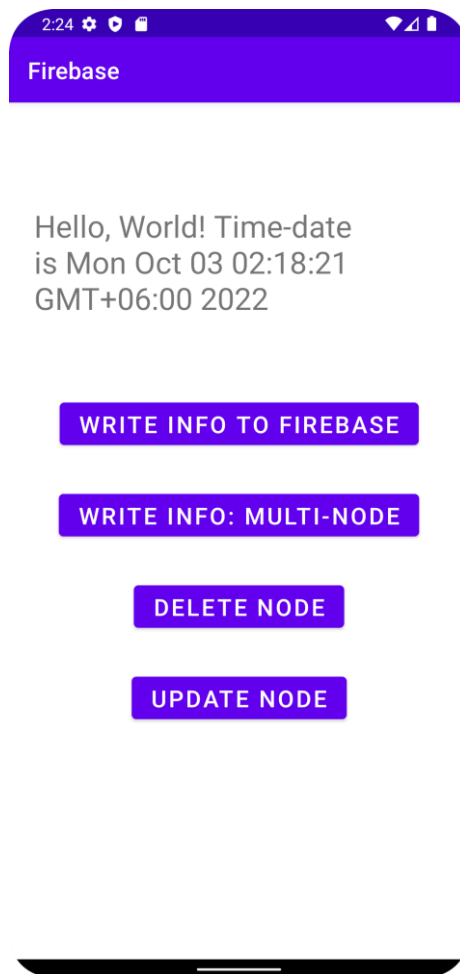 2:24
Firebase
Hello, World! Time-date
is Mon Oct 03 02:18:21
GMT+06:00 2022
WRITE INFO TO FIREBASE
WRITE INFO: MULTI-NODE
DELETE NODE
UPDATE NODE